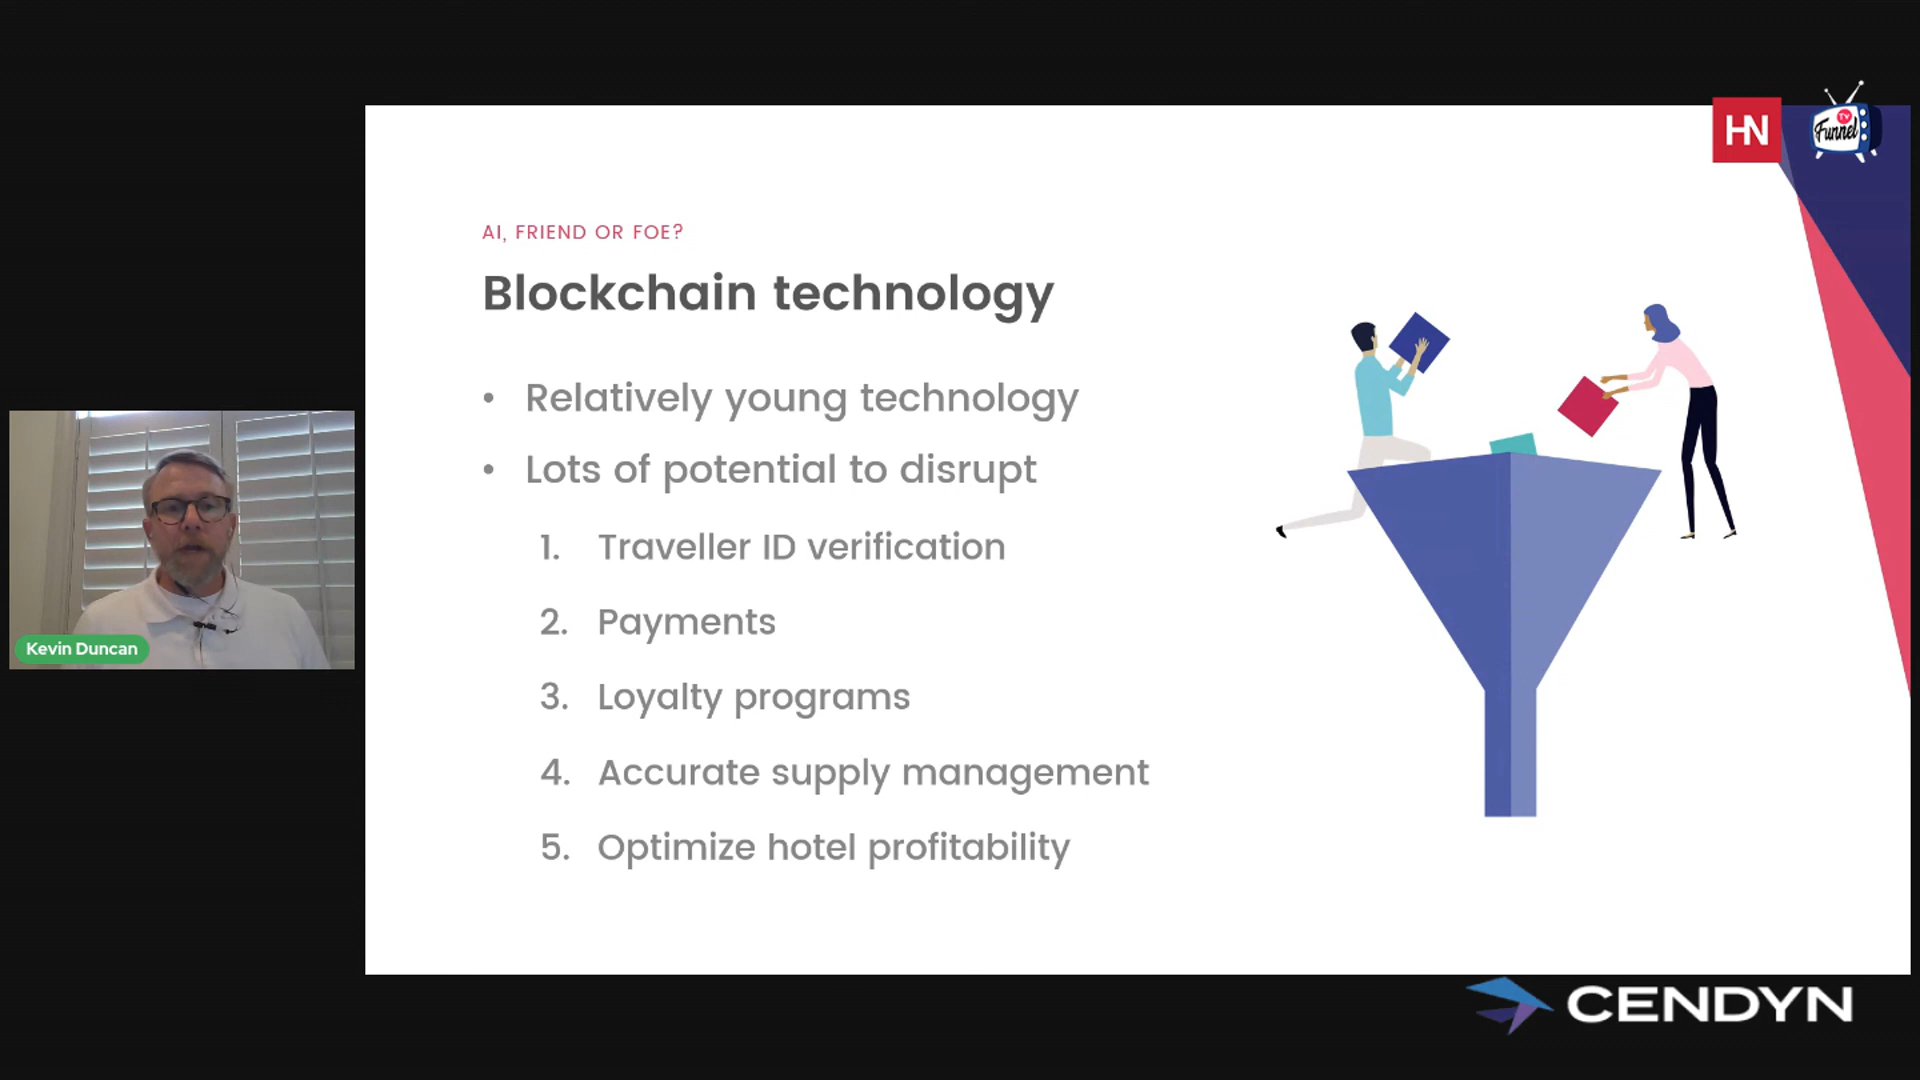 HN
TV
Funnel
AI, FRIEND OR FOE?
Blockchain technology
• Relatively young technology
• Lots of potential to disrupt
1. Traveller ID verification
2. Payments
3. Loyalty programs
4. Accurate supply management
5. Optimize hotel profitability
Kevin Duncan
CENDYN